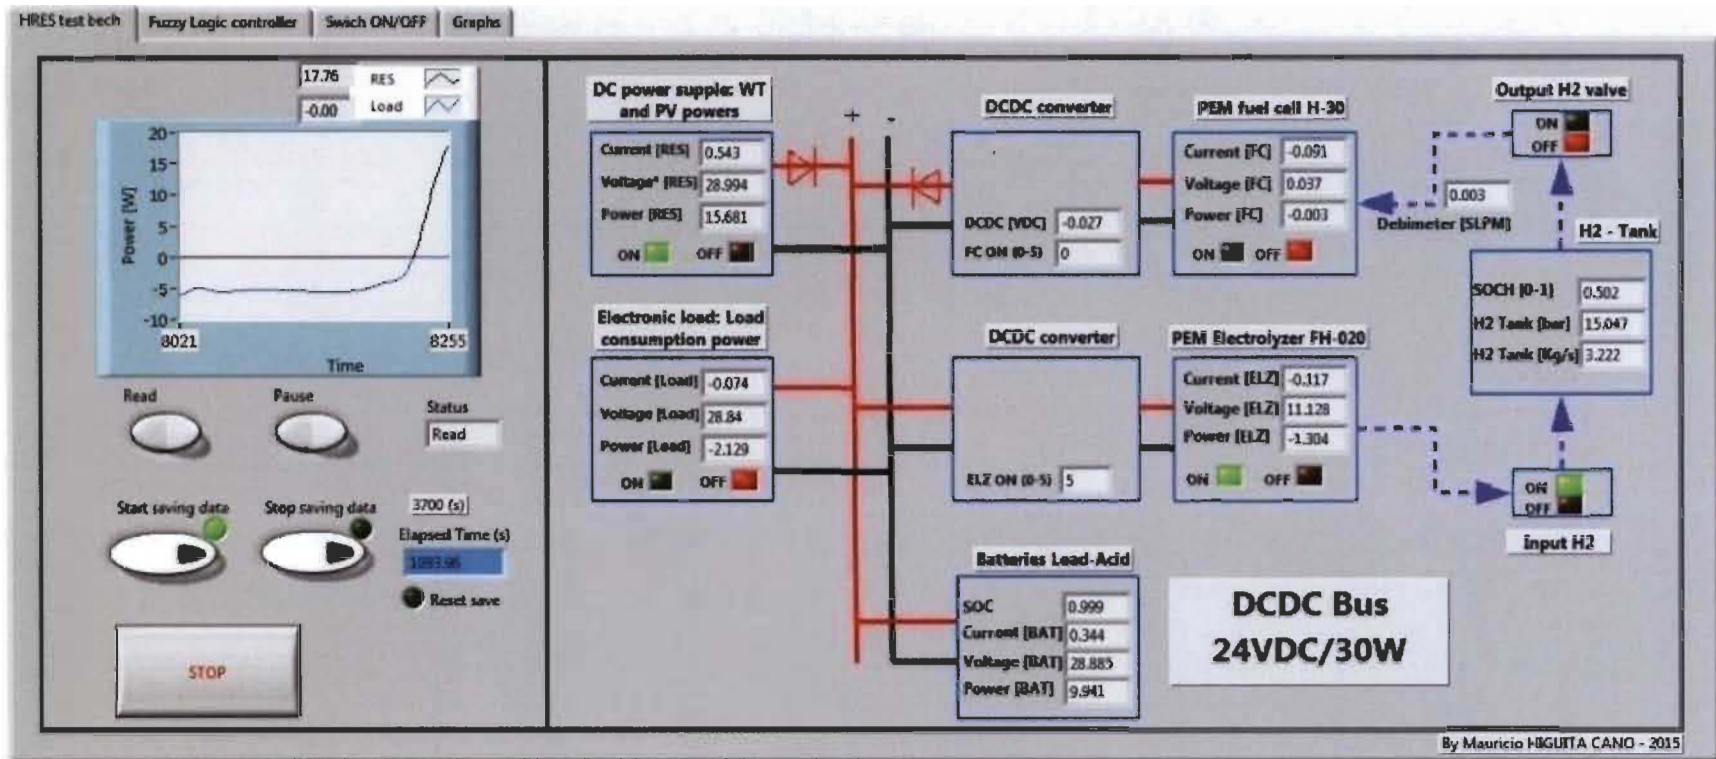 HRES test bech
Fuzzy Logic controller
Swich ON/OFF
Graphs
17.76
RES
-0.00
Load
Power [W]
20
15
10
5
0
-5
-10
8021
8255
Time
Read
Pause
Status
Read
Start saving data
Stop saving data
3700 (s)
Elapsed Time (s)
Reset save
STOP
DC power supple: WT
and PV powers
Current [RES] 0.543
Voltage* [RES] 28.994
Power [RES] 15.681
ON OFF
Electronic load: Load
consumption power
Current [Load] -0.074
Voltage [Load] 28.84
Power [Load] -2.129
ON OFF
+ -
DCDC converter
DCDC [VDC] -0.027
FC ON (0-5) 0
PEM fuel cell H-30
Current [FC] -0.091
Voltage [FC] 0.037
Power [FC] -0.003
ON OFF
Output H2 valve
ON
OFF
0.003
Debimeter [SLPM]
H2 - Tank
SOCH [0-1] 0.502
H2 Tank [bar] 15.047
H2 Tank [Kg/s] 3.222
DCDC converter
ELZ ON (0-5) 5
PEM Electrolyzer FH-020
Current [ELZ] -0.117
Voltage [ELZ] 11.128
Power [ELZ] -1.304
ON OFF
ON
OFF
Input H2
Batteries Lead-Acid
SOC 0.999
Current [BAT] 0.344
Voltage [BAT] 28.885
Power [BAT] 9.941
DCDC Bus
24VDC/30W
By Mauricio HIGUITA CANO - 2015